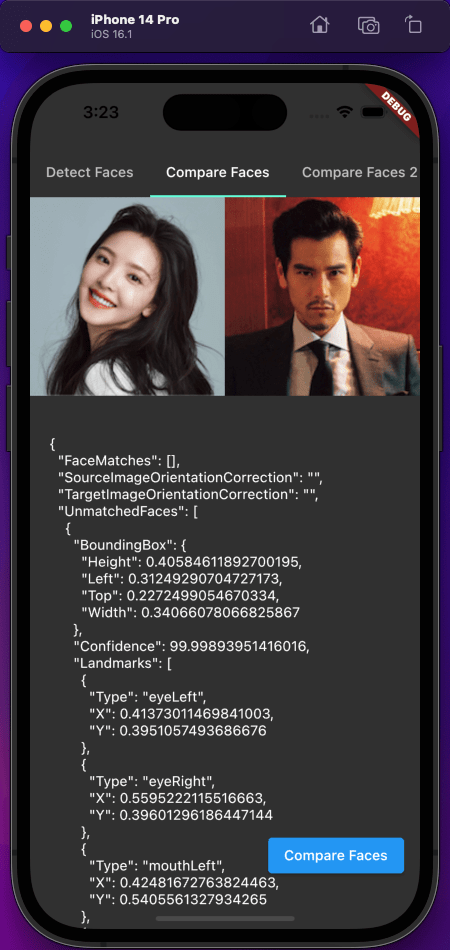 iPhone 14 Pro
iOS 16.1
3:23
DEBUG
Detect Faces
Compare Faces
Compare Faces 2
{
"FaceMatches": [],
"SourceImageOrientationCorrection": "",
"TargetImageOrientationCorrection": "",
"UnmatchedFaces": [
{
"BoundingBox": {
"Height": 0.40584611892700195,
"Left": 0.31249290704727173,
"Top": 0.2272499054670334,
"Width": 0.34066078066825867
},
"Confidence": 99.99893951416016,
"Landmarks": [
{
"Type": "eyeLeft",
"X": 0.41373011469841003,
"Y": 0.3951057493686676
},
{
"Type": "eyeRight",
"X": 0.5595222115516663,
"Y": 0.39601296186447144
},
{
"Type": "mouthLeft",
"X": 0.42481672763824463,
"Y": 0.5405561327934265
},
Compare Faces